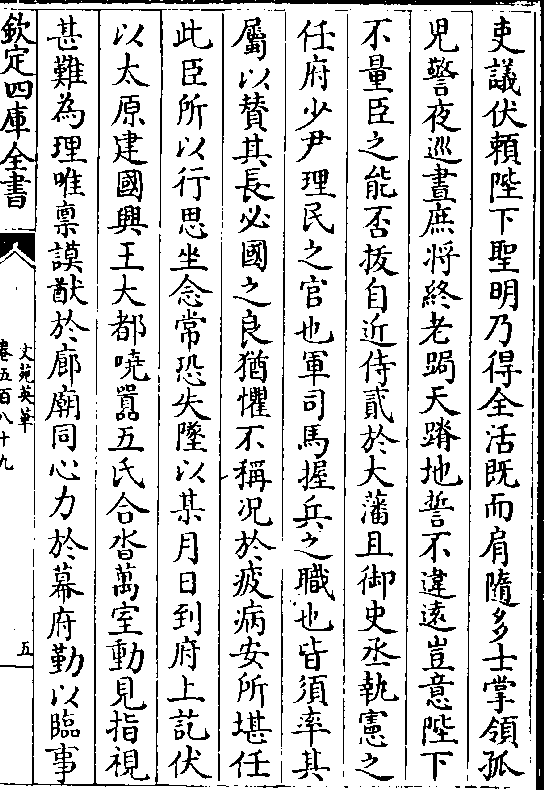 吏議伏賴陛下聖明乃得全活既而肩隨多士掌領孤
兒警夜巡晝庶將終老跼天蹐地誓不違遠豈意陛下
不量臣之能否拔自近侍貳於大藩且御史丞執憲之
任府少尹理民之官也軍司馬握兵之職也皆須率其
屬以贊其長必國之良猶懼不稱况於疲病安所堪任
此臣所以行思坐念常恐失墜以某月日到府上訖伏
以太原建國興王大都嘵嚚五氏合沓萬室動見指視
甚難為理唯禀謨猷於廊廟同心力於幕府勤以臨事
欽定四庫全書
文苑英華
卷五百八十九
五